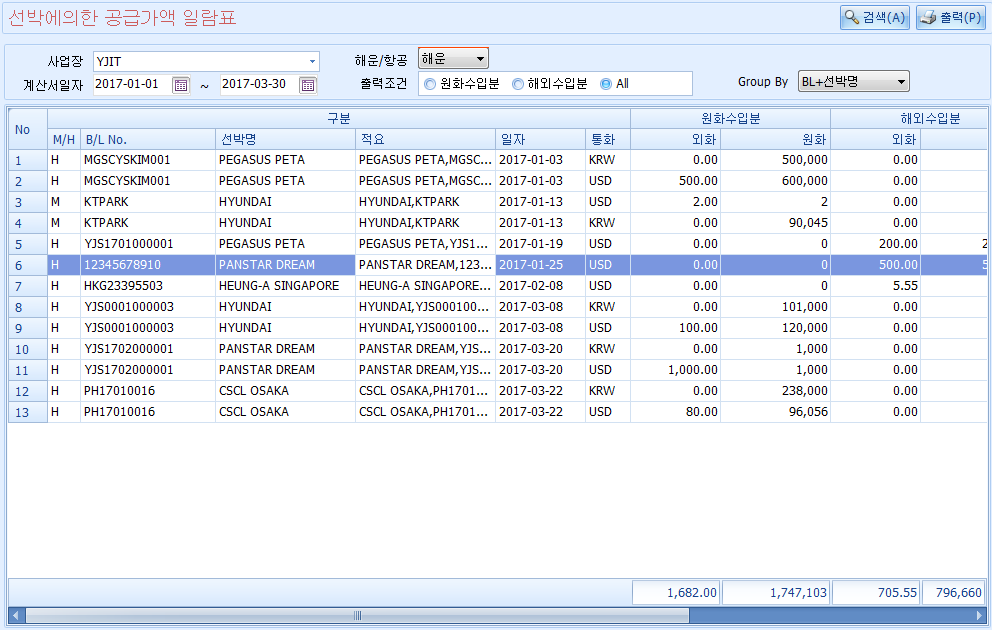 선박에의한 공급가액 일람표 검색(A) 출력(P)
사업장 YJIT 해운/항공 해운
계산서일자 2017-01-01 ~ 2017-03-30 출력조건 원화수입분 해외수입분 All Group By BL+선박명
No 구분 원화수입분 해외수입분
M/H B/L No. 선박명 적요 일자 통화 외화 원화 외화
1 H MGSCYSKIM001 PEGASUS PETA PEGASUS PETA,MGSC... 2017-01-03 KRW 0.00 500,000 0.00
2 H MGSCYSKIM001 PEGASUS PETA PEGASUS PETA,MGSC... 2017-01-03 USD 500.00 600,000 0.00
3 M KTPARK HYUNDAI HYUNDAI,KTPARK 2017-01-13 USD 2.00 2 0.00
4 M KTPARK HYUNDAI HYUNDAI,KTPARK 2017-01-13 KRW 0.00 90,045 0.00
5 H YJS1701000001 PEGASUS PETA PEGASUS PETA,YJS1... 2017-01-19 USD 0.00 0 200.00 2
6 H 12345678910 PANSTAR DREAM PANSTAR DREAM,123... 2017-01-25 USD 0.00 0 500.00 5
7 H HKG23395503 HEUNG-A SINGAPORE HEUNG-A SINGAPORE... 2017-02-08 USD 0.00 0 5.55
8 H YJS0001000003 HYUNDAI HYUNDAI,YJS000100... 2017-03-08 KRW 0.00 101,000 0.00
9 H YJS0001000003 HYUNDAI HYUNDAI,YJS000100... 2017-03-08 USD 100.00 120,000 0.00
10 H YJS1702000001 PANSTAR DREAM PANSTAR DREAM,YJS... 2017-03-20 KRW 0.00 1,000 0.00
11 H YJS1702000001 PANSTAR DREAM PANSTAR DREAM,YJS... 2017-03-20 USD 1,000.00 1,000 0.00
12 H PH17010016 CSCL OSAKA CSCL OSAKA,PH1701... 2017-03-22 KRW 0.00 238,000 0.00
13 H PH17010016 CSCL OSAKA CSCL OSAKA,PH1701... 2017-03-22 USD 80.00 96,056 0.00
1,682.00 1,747,103 705.55 796,660